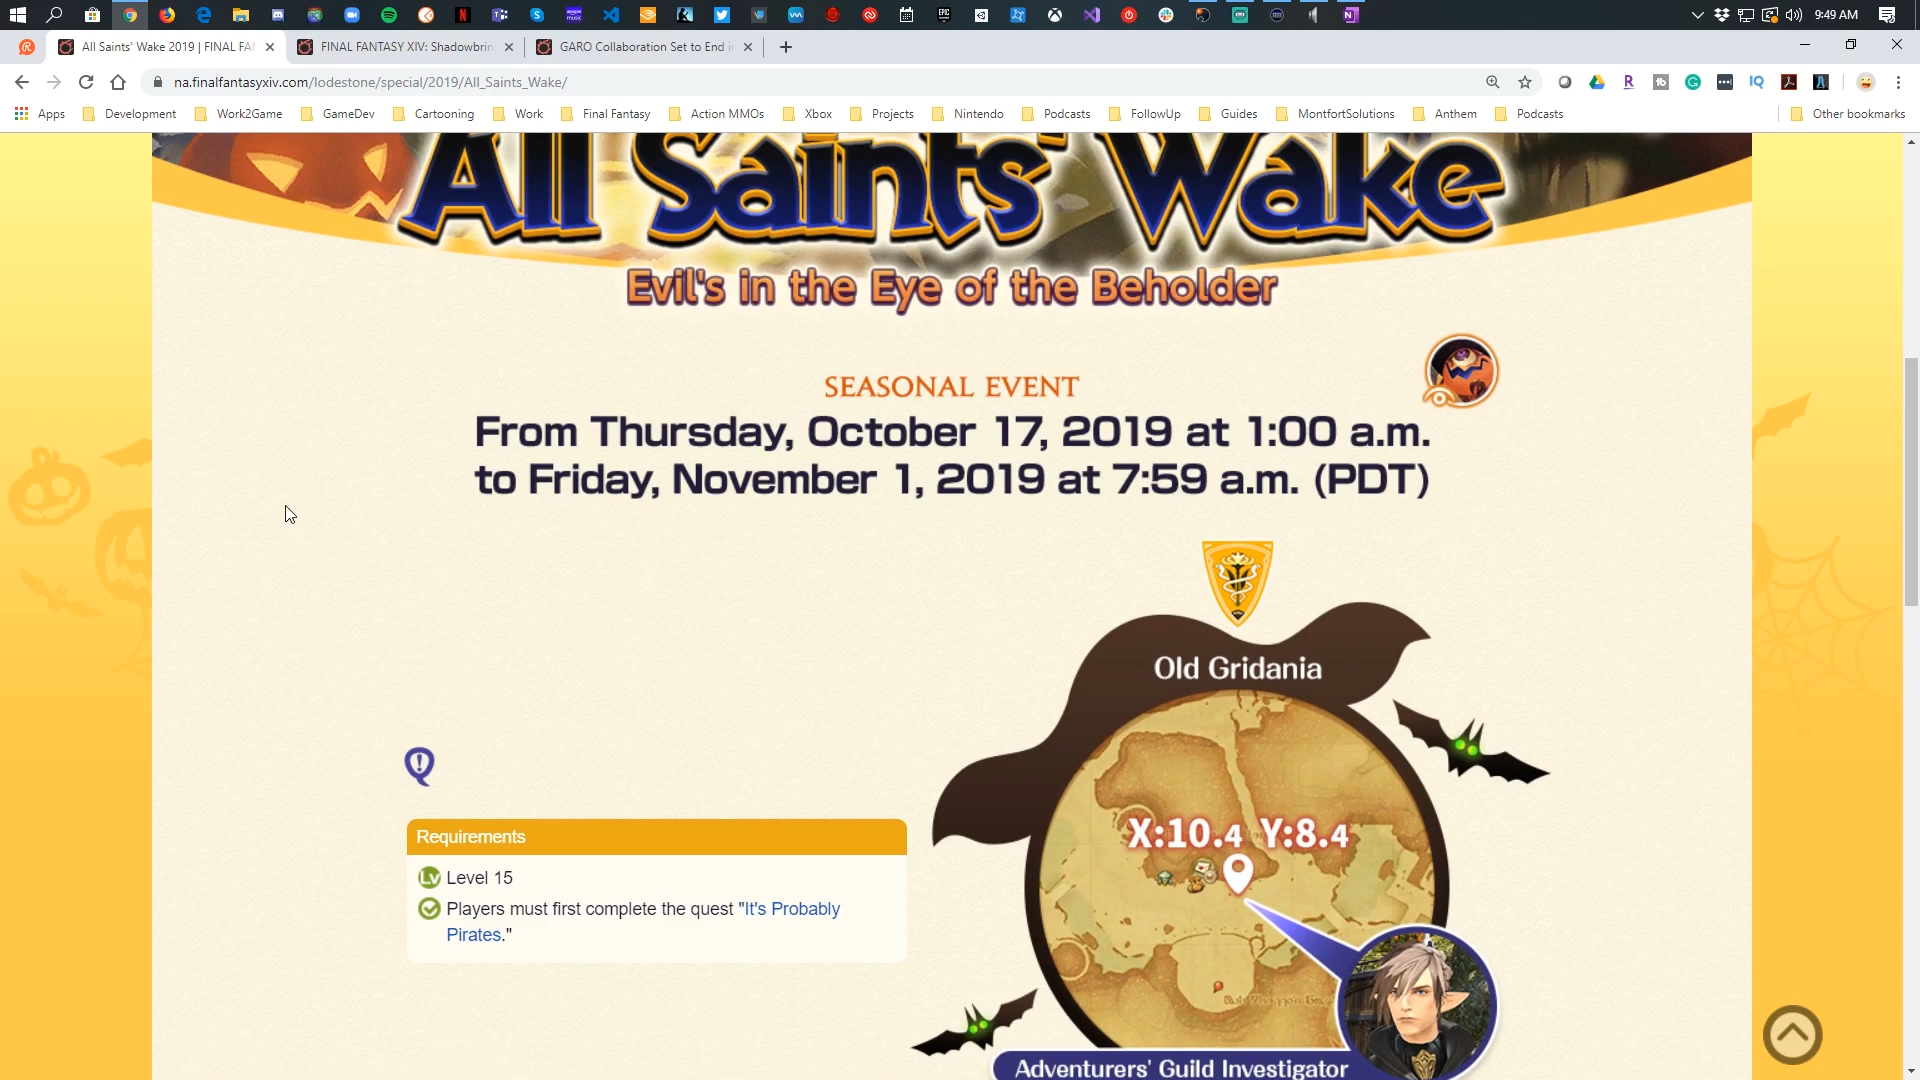 9:49 AM
All Saints' Wake 2019 | FINAL FA
FINAL FANTASY XIV: Shadowbrin
GARO Collaboration Set to End i
na.finalfantasyxiv.com/lodestone/special/2019/All_Saints_Wake/
Apps
Development
Work2Game
GameDev
Cartooning
Work
Final Fantasy
Action MMOs
Xbox
Projects
Nintendo
Podcasts
FollowUp
Guides
MontfortSolutions
Anthem
Podcasts
Other bookmarks
All Saints' Wake
Evil's in the Eye of the Beholder
SEASONAL EVENT
From Thursday, October 17, 2019 at 1:00 a.m.
to Friday, November 1, 2019 at 7:59 a.m. (PDT)
Old Gridania
X:10.4 Y:8.4
Requirements
Lv Level 15
Players must first complete the quest "It's Probably
Pirates."
Adventurers' Guild Investigator